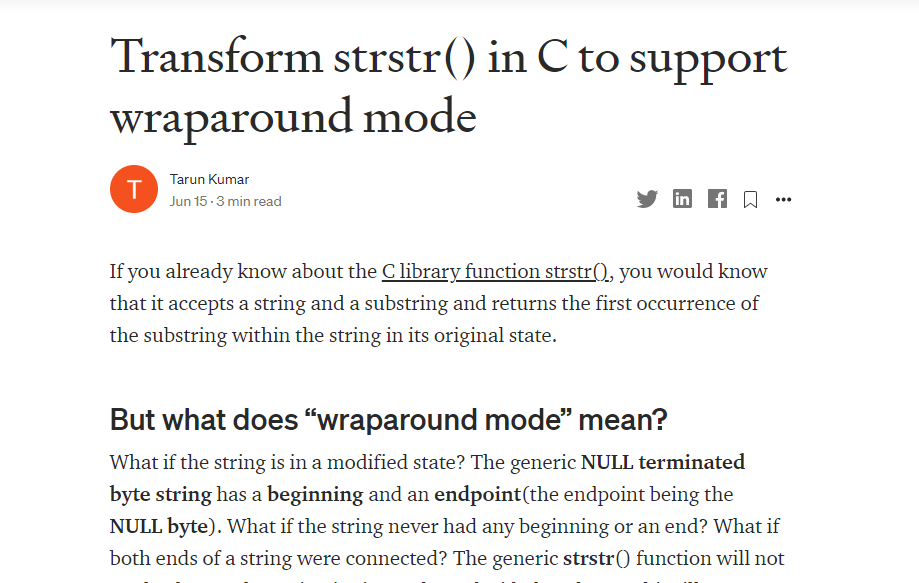 Transform strstr() in C to support
wraparound mode
T
Tarun Kumar
Jun 15 · 3 min read
If you already know about the C library function strstr(), you would know
that it accepts a string and a substring and returns the first occurrence of
the substring within the string in its original state.
But what does “wraparound mode” mean?
What if the string is in a modified state? The generic NULL terminated
byte string has a beginning and an endpoint(the endpoint being the
NULL byte). What if the string never had any beginning or an end? What if
both ends of a string were connected? The generic strstr() function will not